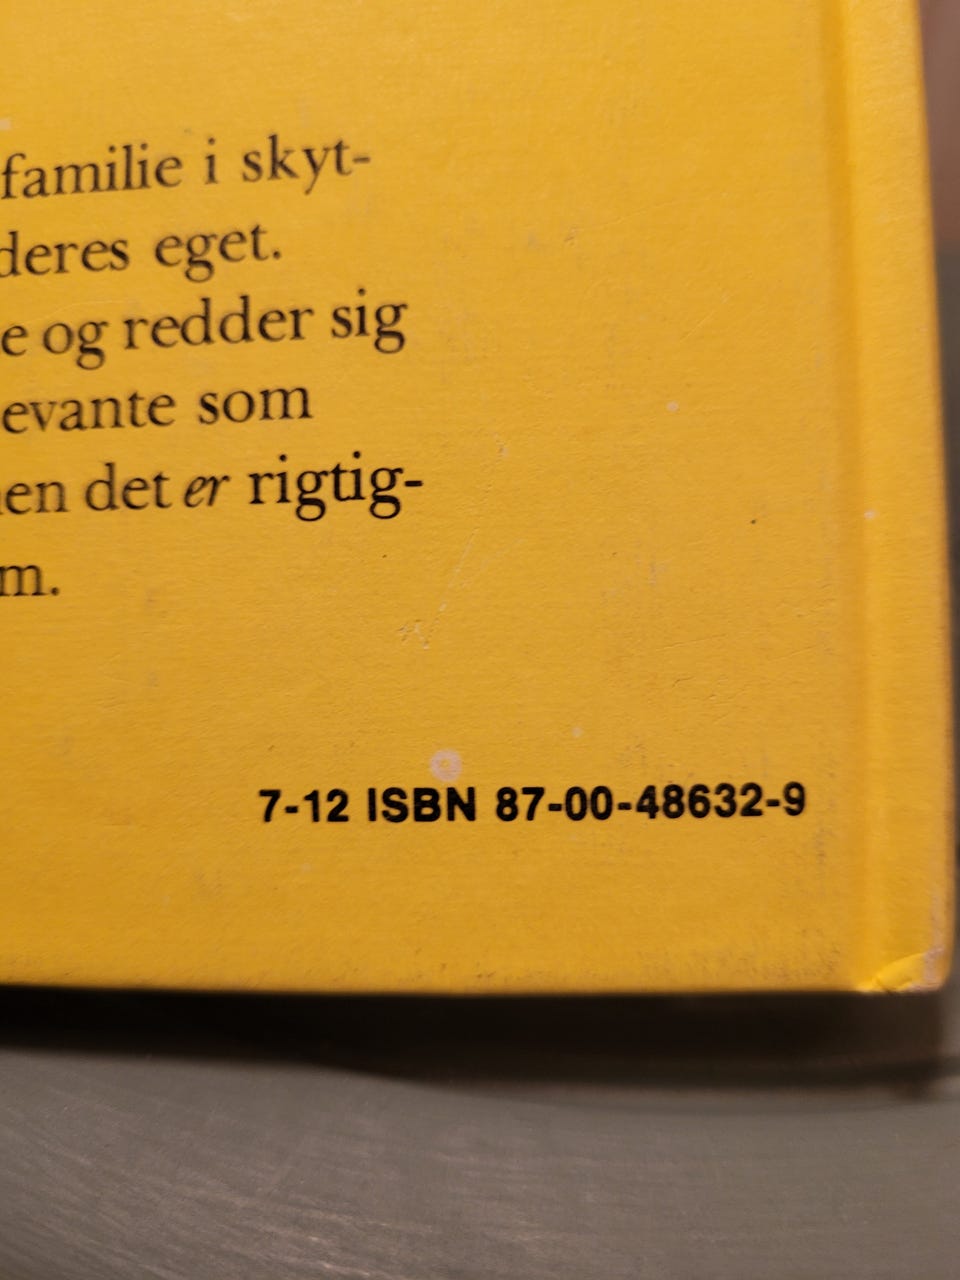 familie i skyt-
deres eget.
e og redder sig
evante som
en det er rigtig-
m.
7-12 ISBN 87-00-48632-9